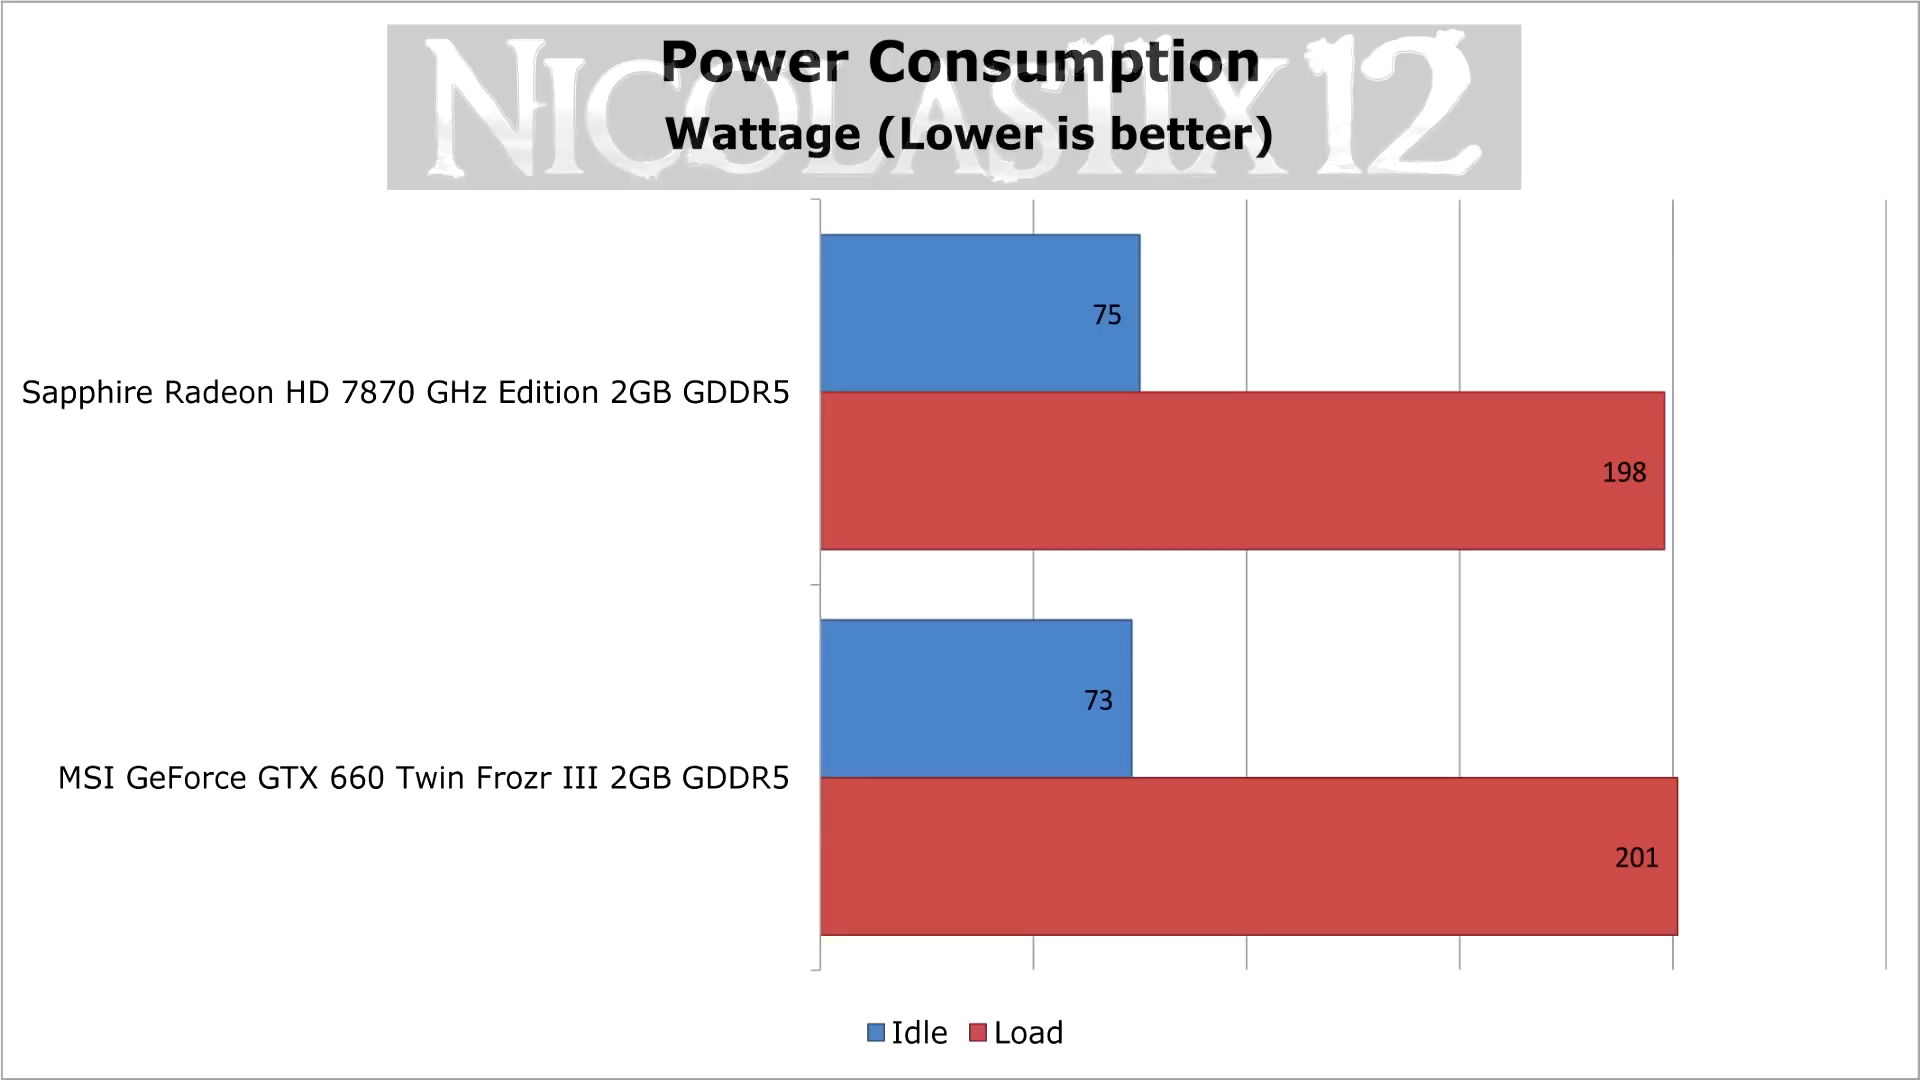 NICOLAS11X12
Power Consumption
Wattage (Lower is better)
75
Sapphire Radeon HD 7870 GHz Edition 2GB GDDR5
198
73
MSI GeForce GTX 660 Twin Frozr III 2GB GDDR5
201
Idle Load